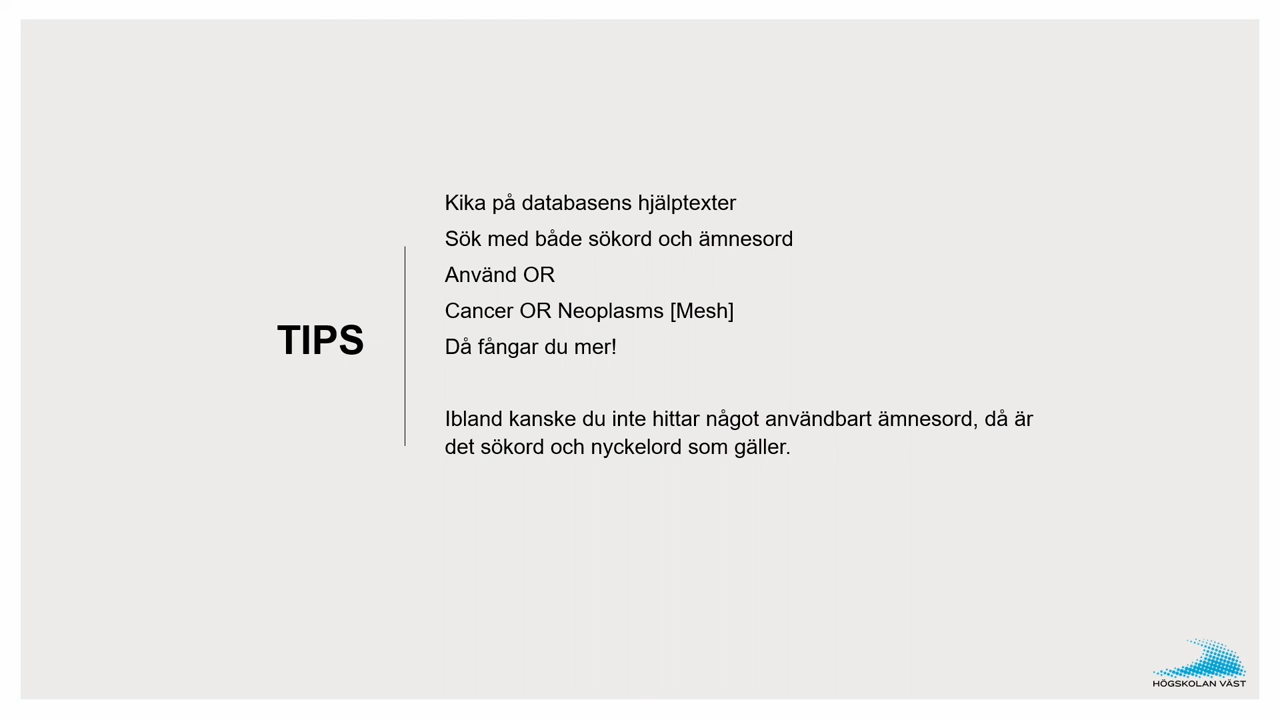 TIPS
Kika på databasens hjälptexter
Sök med både sökord och ämnesord
Använd OR
Cancer OR Neoplasms [Mesh]
Då fångar du mer!
Ibland kanske du inte hittar något användbart ämnesord, då är
det sökord och nyckelord som gäller.
HÖGSKOLAN VÄST